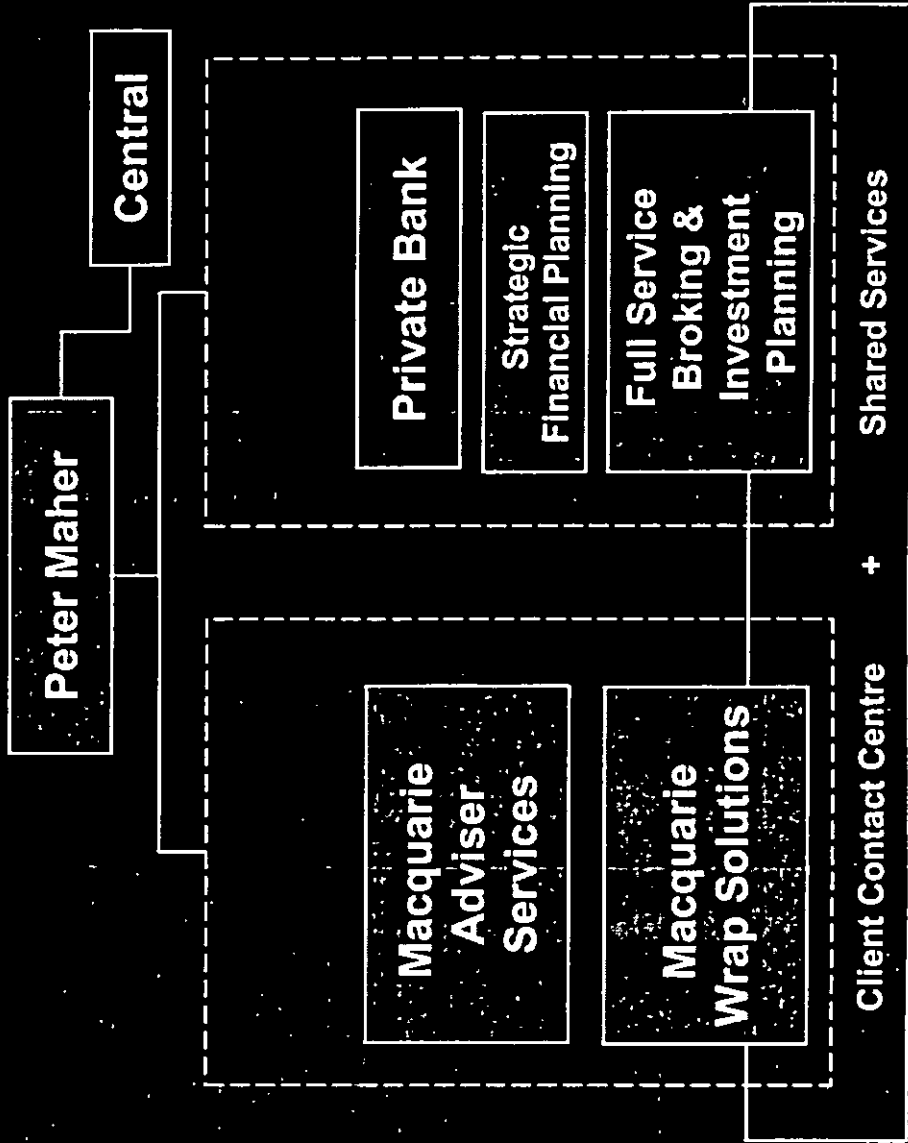 Peter Maher
Central
Macquarie
Adviser
Services
Macquarie
Wrap Solutions
Private Bank
Strategic
Financial Planning
Full Service
Broking &
Investment
Planning
Client Contact Centre + Shared Services